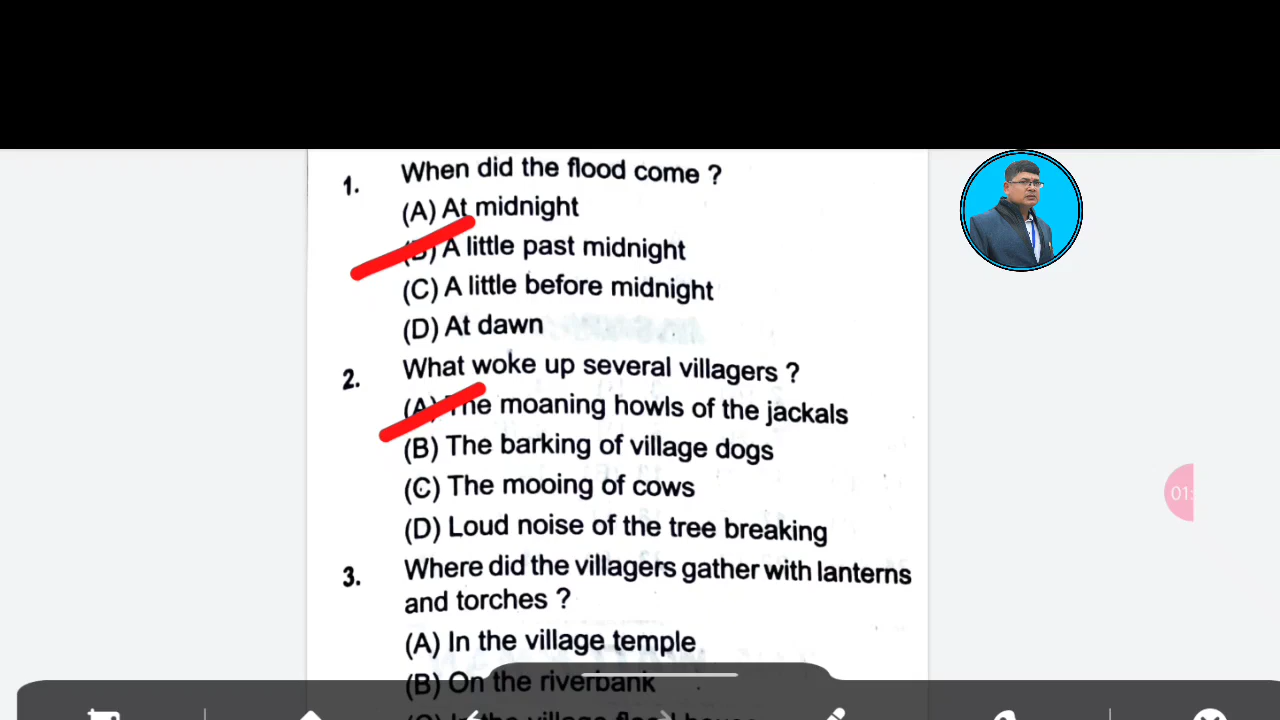 1. When did the flood come ?
(A) At midnight
(B) A little past midnight
(C) A little before midnight
(D) At dawn
2. What woke up several villagers ?
(A) The moaning howls of the jackals
(B) The barking of village dogs
(C) The mooing of cows
(D) Loud noise of the tree breaking
3. Where did the villagers gather with lanterns
and torches ?
(A) In the village temple
(B) On the riverbank
01: